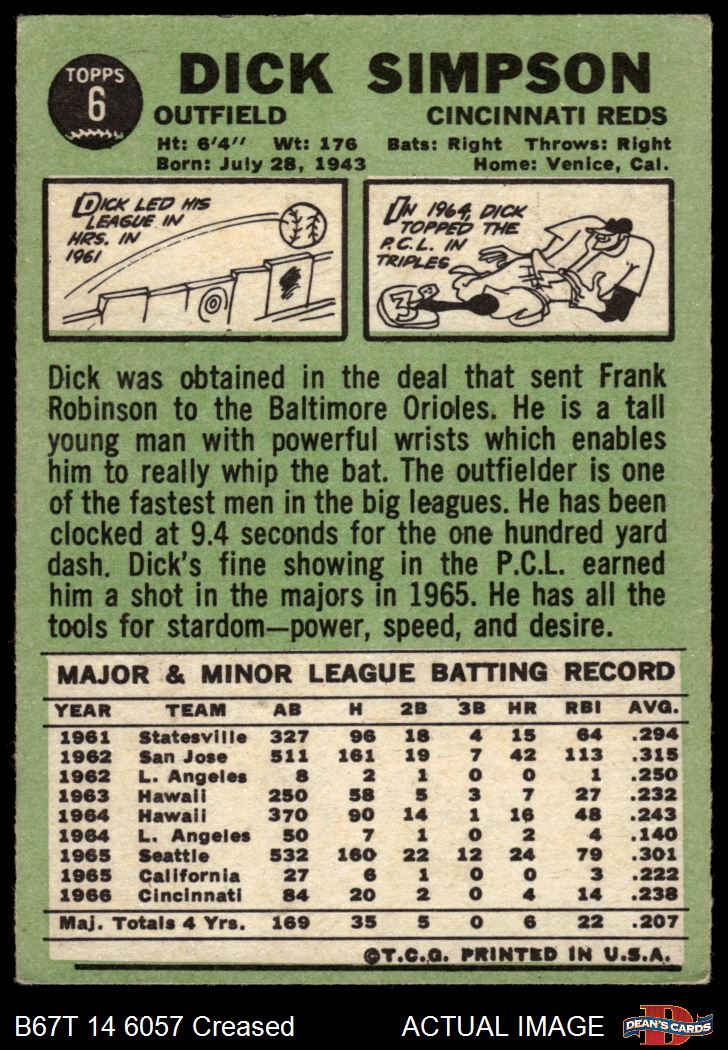 TOPPS
6
DICK SIMPSON
OUTFIELD CINCINNATI REDS
Ht: 6'4'' Wt: 176 Bats: Right Throws: Right
Born: July 28, 1943 Home: Venice, Cal.
DICK LED HIS
LEAGUE IN
HRS. IN
1961
IN 1964, DICK
TOPPED THE
P.C.L. IN
TRIPLES
Dick was obtained in the deal that sent Frank
Robinson to the Baltimore Orioles. He is a tall
young man with powerful wrists which enables
him to really whip the bat. The outfielder is one
of the fastest men in the big leagues. He has been
clocked at 9.4 seconds for the one hundred yard
dash. Dick's fine showing in the P.C.L. earned
him a shot in the majors in 1965. He has all the
tools for stardom—power, speed, and desire.
MAJOR & MINOR LEAGUE BATTING RECORD
YEAR TEAM AB H 2B 3B HR RBI AVG.
1961 Statesville 327 96 18 4 15 64 .294
1962 San Jose 511 161 19 7 42 113 .315
1962 L. Angeles 8 2 1 0 0 1 .250
1963 Hawaii 250 58 5 3 7 27 .232
1964 Hawaii 370 90 14 1 16 48 .243
1964 L. Angeles 50 7 1 0 2 4 .140
1965 Seattle 532 160 22 12 24 79 .301
1965 California 27 6 1 0 0 3 .222
1966 Cincinnati 84 20 2 0 4 14 .238
Maj. Totals 4 Yrs. 169 35 5 0 6 22 .207
©T.C.G. PRINTED IN U.S.A.
B67T 14 6057 Creased ACTUAL IMAGE
DEAN'S CARDS